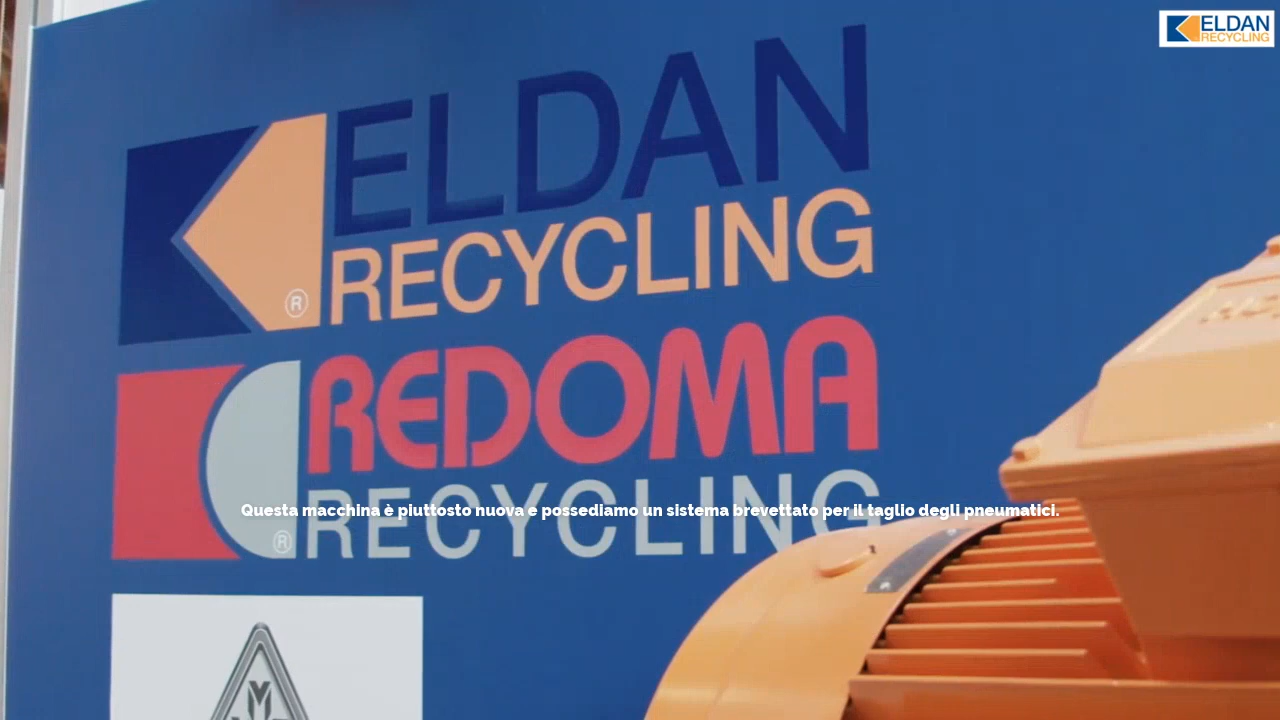 ELDAN
RECYCLING
ELDAN
RECYCLING
®
REDOMA
RECYCLING
®
Questa macchina è piuttosto nuova e possediamo un sistema brevettato per il taglio degli pneumatici.